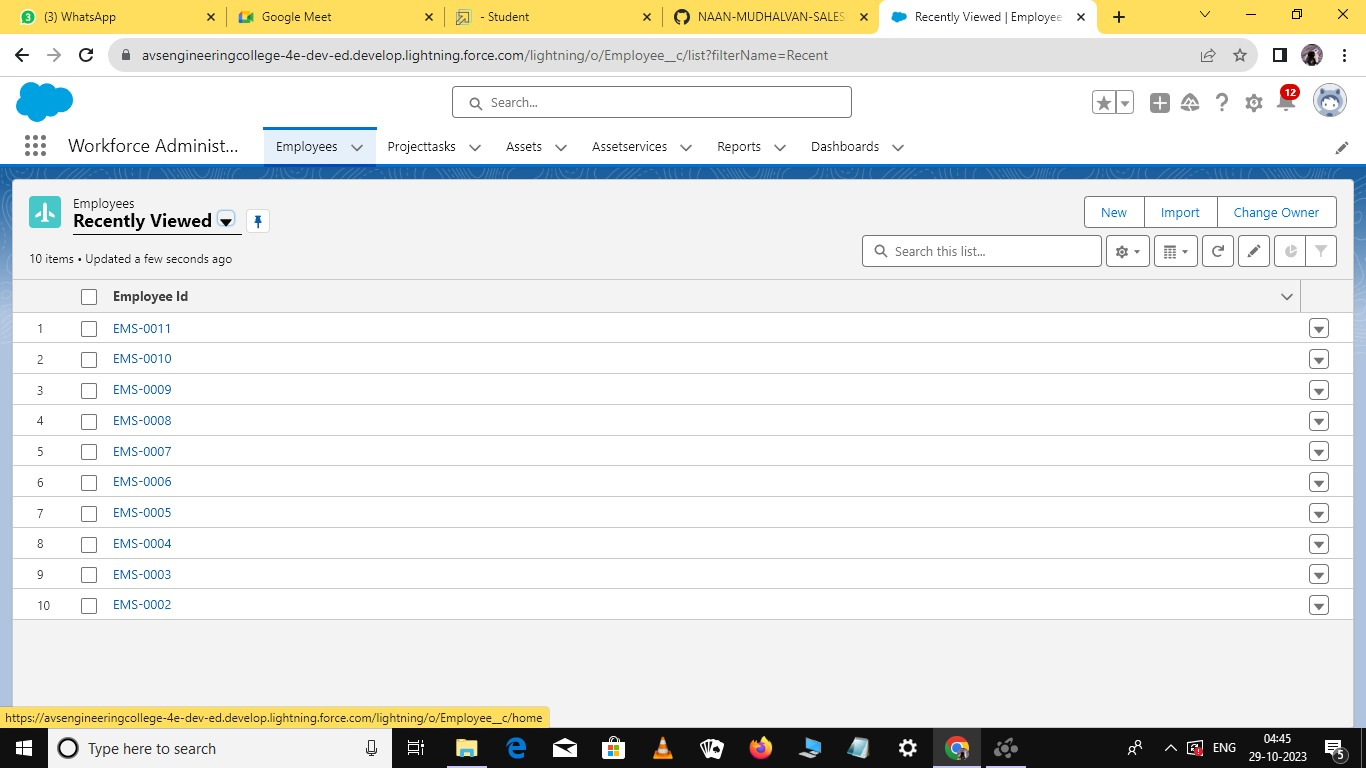 (3) WhatsApp
Google Meet
- Student
NAAN-MUDHALVAN-SALES
Recently Viewed | Employee
avsengineeringcollege-4e-dev-ed.develop.lightning.force.com/lightning/o/Employee__c/list?filterName=Recent
Search...
12
Workforce Administ...
Employees
Projecttasks
Assets
Assetservices
Reports
Dashboards
Employees
Recently Viewed
New
Import
Change Owner
10 items • Updated a few seconds ago
Search this list...
Employee Id
1 EMS-0011
2 EMS-0010
3 EMS-0009
4 EMS-0008
5 EMS-0007
6 EMS-0006
7 EMS-0005
8 EMS-0004
9 EMS-0003
10 EMS-0002
https://avsengineeringcollege-4e-dev-ed.develop.lightning.force.com/lightning/o/Employee__c/home
Type here to search
ENG
04:45
29-10-2023
5